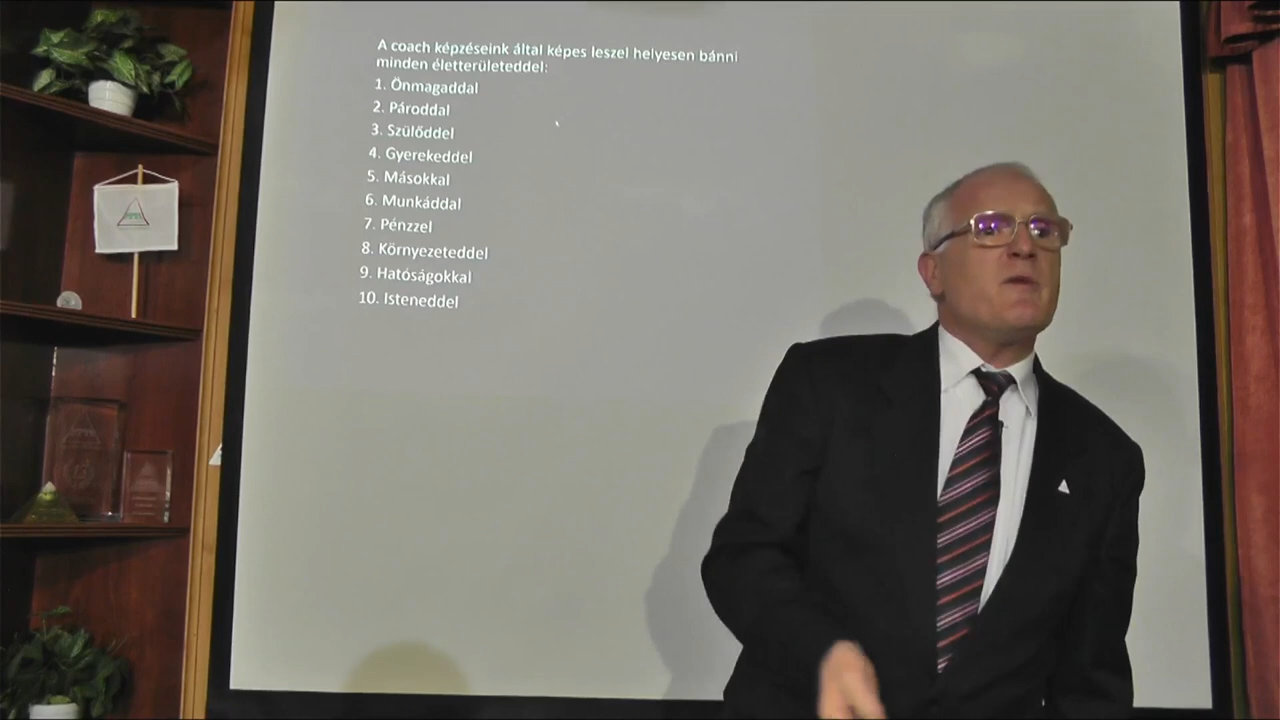 A coach képzéseink által képes leszel helyesen bánni
minden életterületeddel:
1. Önmagaddal
2. Pároddal
3. Szülőddel
4. Gyerekeddel
5. Másokkal
6. Munkáddal
7. Pénzzel
8. Környezeteddel
9. Hatóságokkal
10. Isteneddel